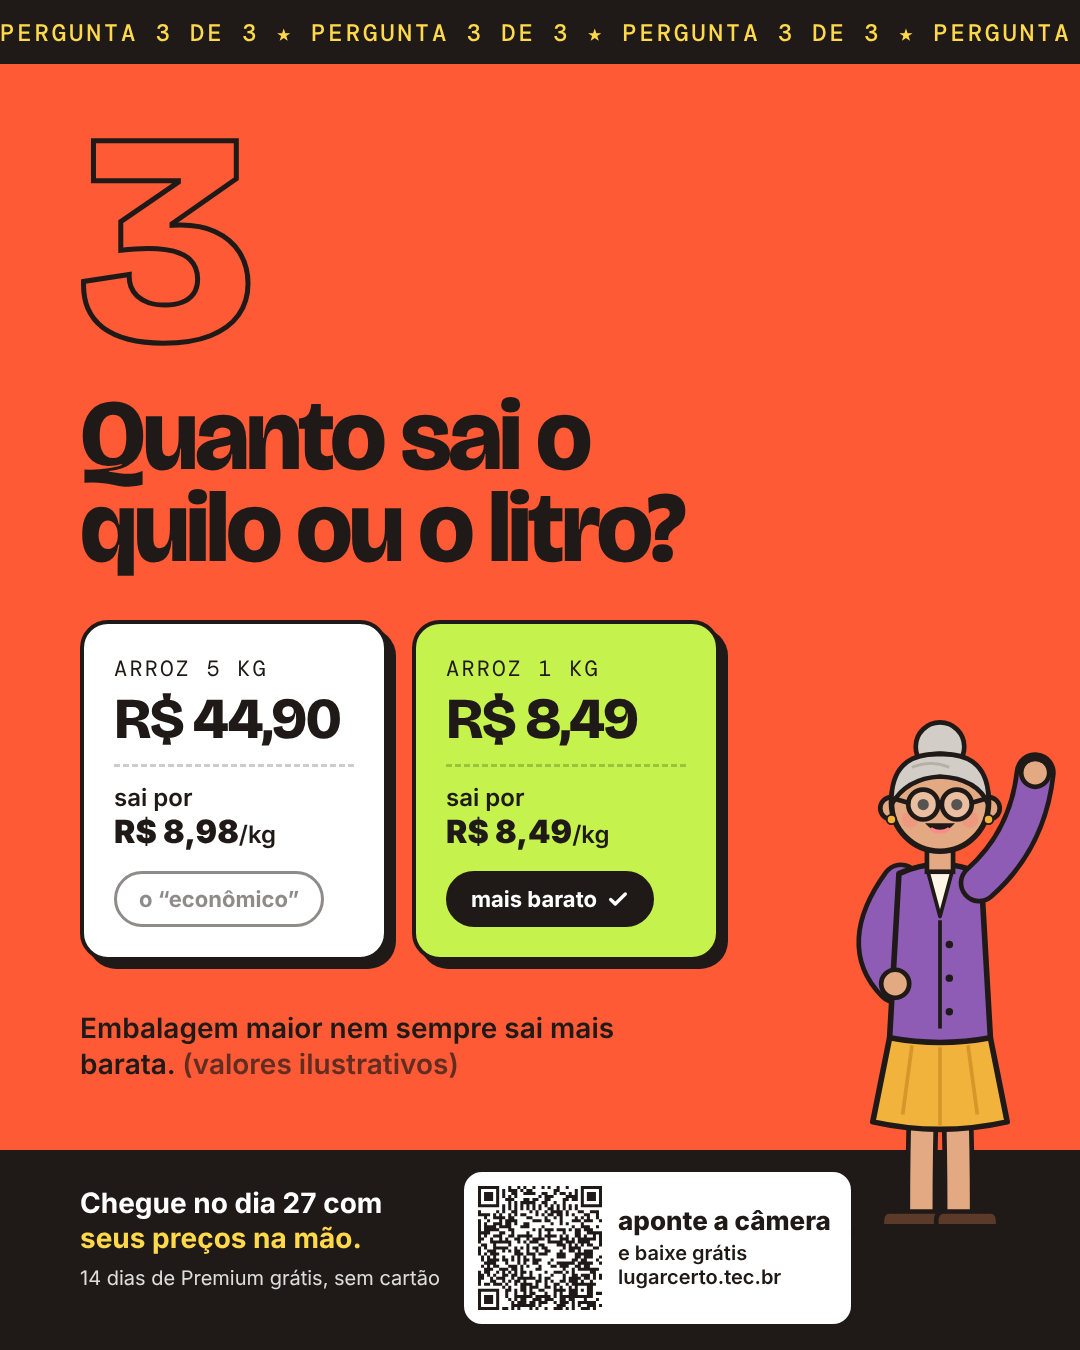 PERGUNTA 3 DE 3 ★ PERGUNTA 3 DE 3 ★ PERGUNTA 3 DE 3 ★ PERGUNTA
3
Quanto sai o
quilo ou o litro?
ARROZ 5 KG
R$ 44,90
sai por
R$ 8,98/kg
o “econômico”
ARROZ 1 KG
R$ 8,49
sai por
R$ 8,49/kg
mais barato ✓
Embalagem maior nem sempre sai mais
barata. (valores ilustrativos)
Chegue no dia 27 com
seus preços na mão.
14 dias de Premium grátis, sem cartão
aponte a câmera
e baixe grátis
lugarcerto.tec.br